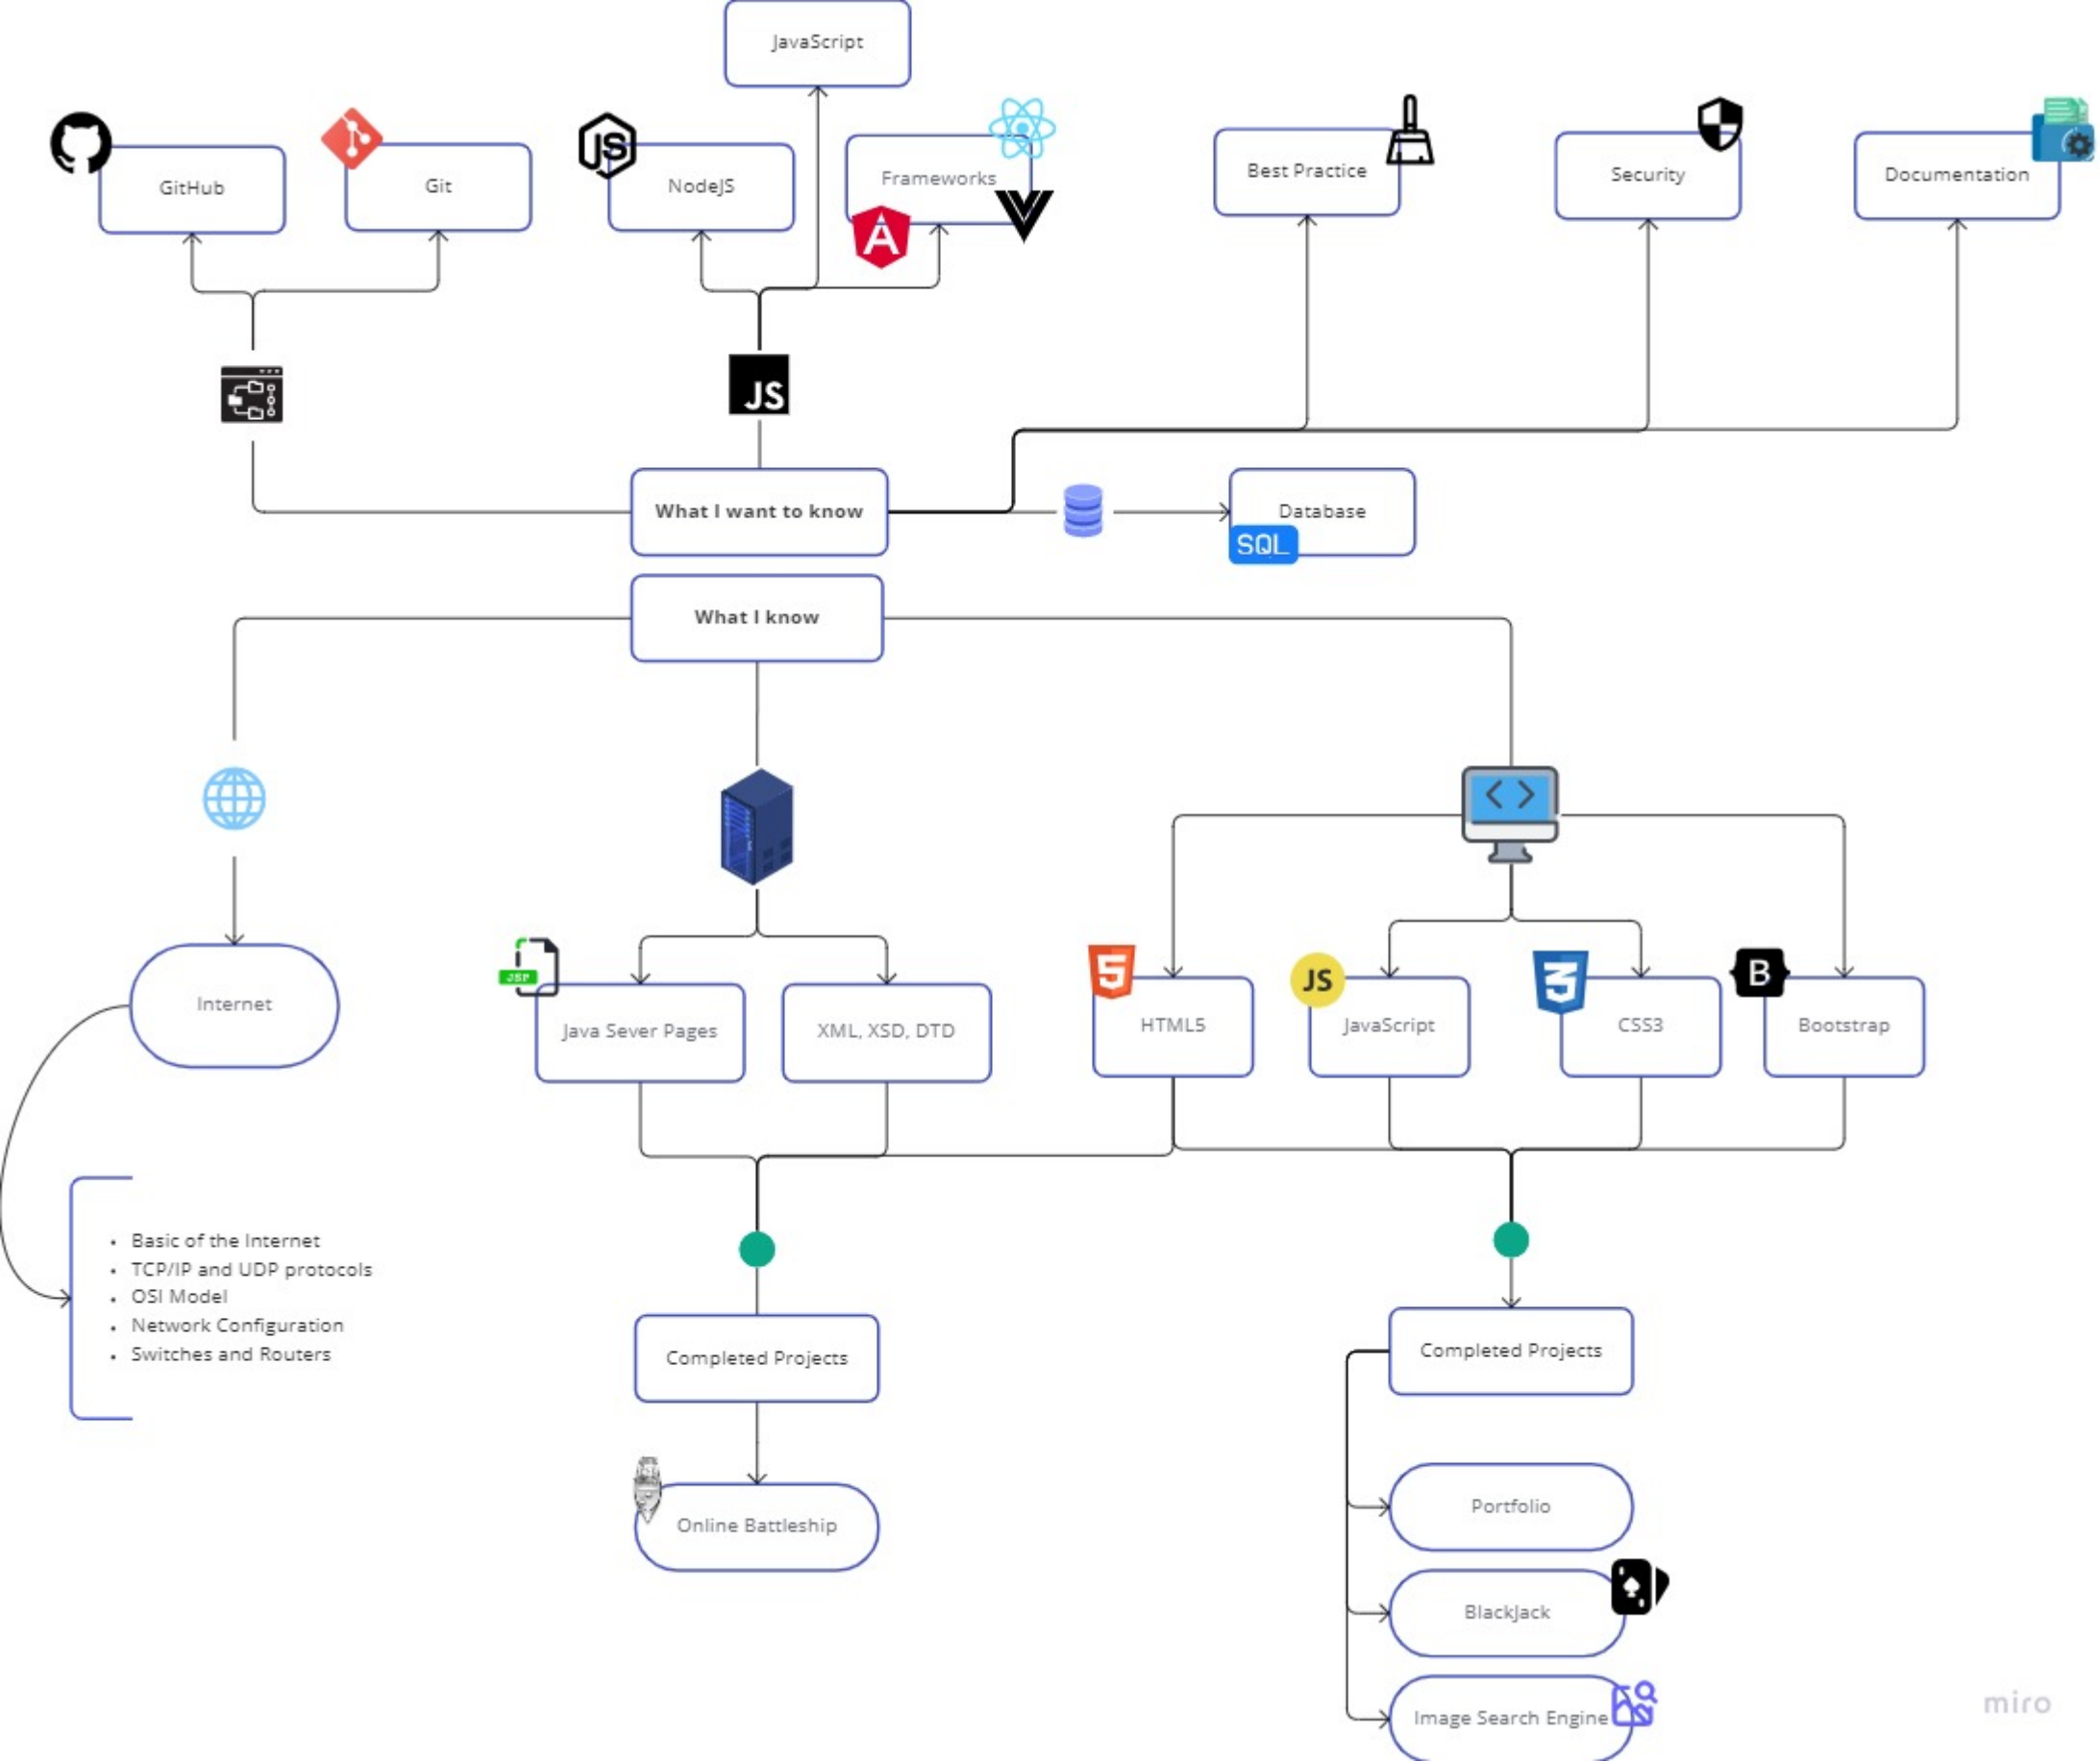 JavaScript
GitHub
Git
JS
NodeJS
Frameworks
A
Best Practice
Security
Documentation
JS
What I want to know
Database
SQL
What I know
Internet
JSP
Java Sever Pages
XML, XSD, DTD
5
HTML5
JS
JavaScript
3
CSS3
B
Bootstrap
• Basic of the Internet
• TCP/IP and UDP protocols
• OSI Model
• Network Configuration
• Switches and Routers
Completed Projects
Online Battleship
Completed Projects
Portfolio
BlackJack
Image Search Engine
miro